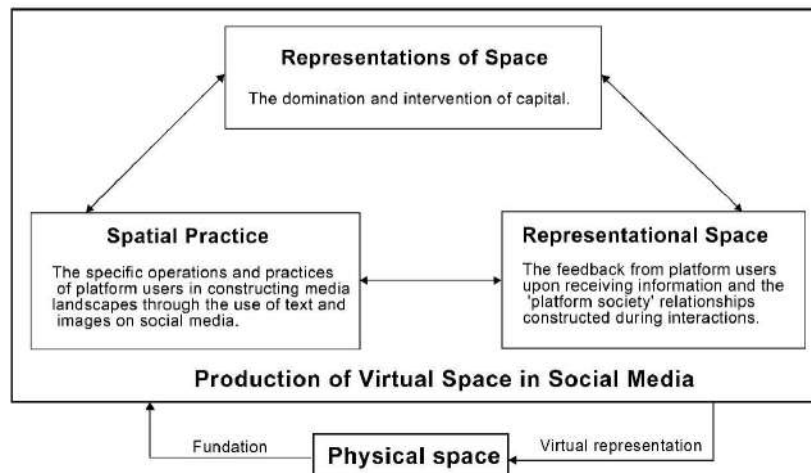 Representations of Space
The domination and intervention of capital.
Spatial Practice
The specific operations and practices
of platform users in constructing media
landscapes through the use of text and
images on social media.
Representational Space
The feedback from platform users
upon receiving information and the
'platform society' relationships
constructed during interactions.
Production of Virtual Space in Social Media
Fundation
Physical space
Virtual representation